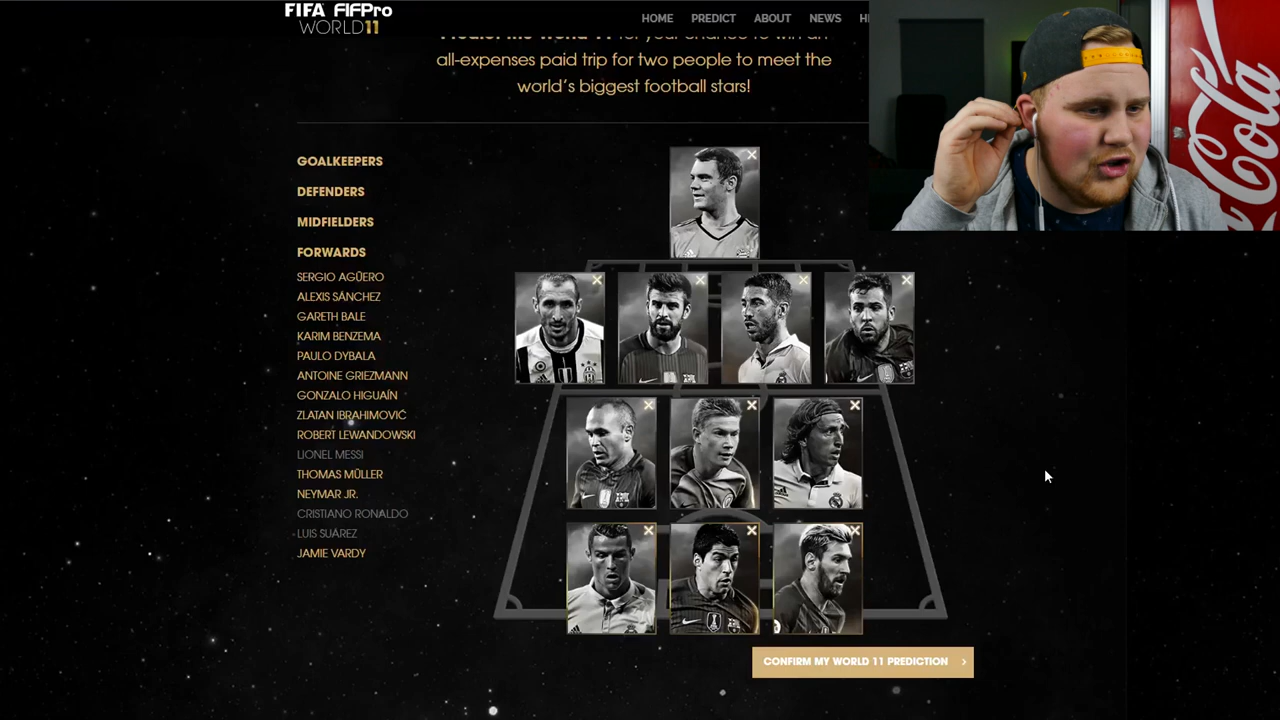 FIFA FIFPro
WORLD11
HOME PREDICT ABOUT NEWS
all-expenses paid trip for two people to meet the
world's biggest football stars!
GOALKEEPERS
DEFENDERS
MIDFIELDERS
FORWARDS
SERGIO AGÜERO
ALEXIS SÁNCHEZ
GARETH BALE
KARIM BENZEMA
PAULO DYBALA
ANTOINE GRIEZMANN
GONZALO HIGUAÍN
ZLATAN IBRAHIMOVIĆ
ROBERT LEWANDOWSKI
LIONEL MESSI
THOMAS MÜLLER
NEYMAR JR.
CRISTIANO RONALDO
LUIS SUÁREZ
JAMIE VARDY
CONFIRM MY WORLD 11 PREDICTION
Cola